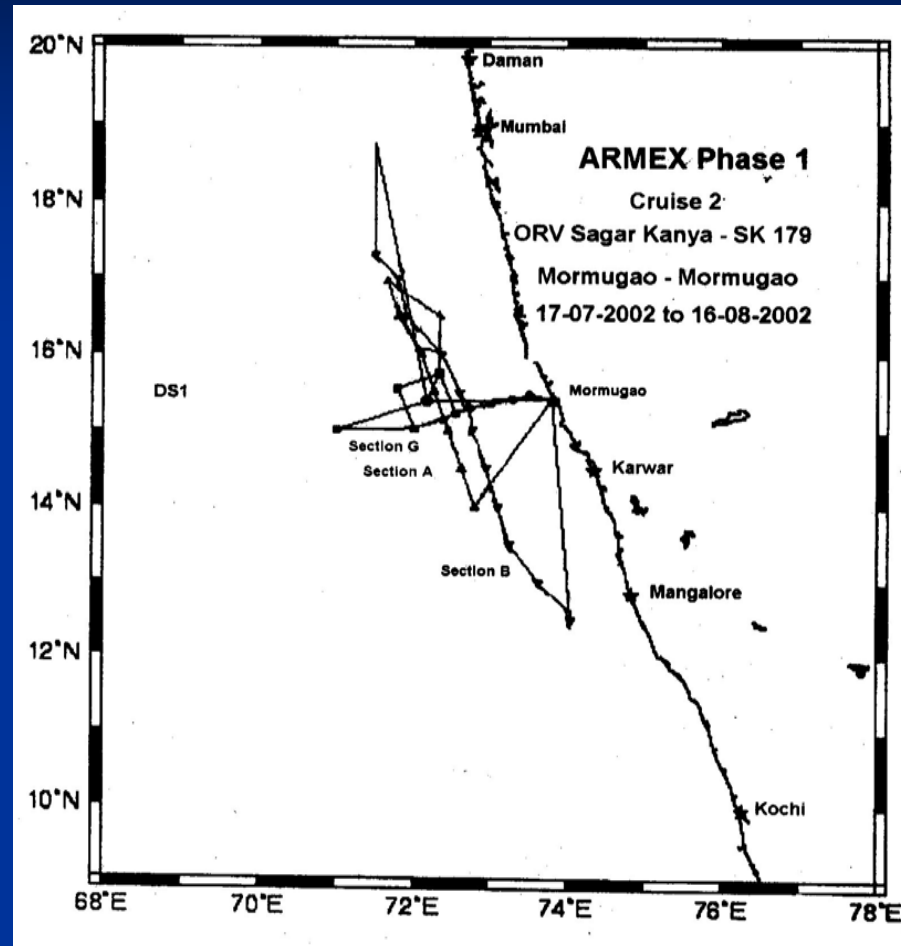 20°N
Daman
Mumbai
ARMEX Phase 1
18°N
Cruise 2
ORV Sagar Kanya - SK 179
Mormugao - Mormugao
17-07-2002 to 16-08-2002
16°N
DS1
Mormugao
Section G
Section A
Karwar
14°N
Section B
Mangalore
12°N
10°N
Kochi
68°E 70°E 72°E 74°E 76°E 78°E